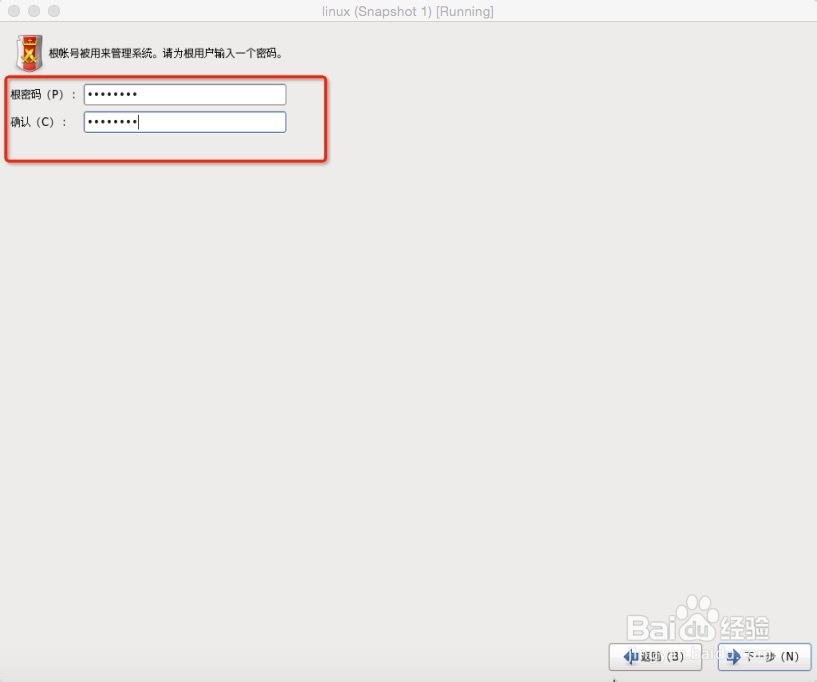 linux (Snapshot 1) [Running]
根帐号被用来管理系统。请为根用户输入一个密码。
根密码（P）：
••••••••
确认（C）：
••••••••
Baidu 经验
返回（B）
下一步（N）